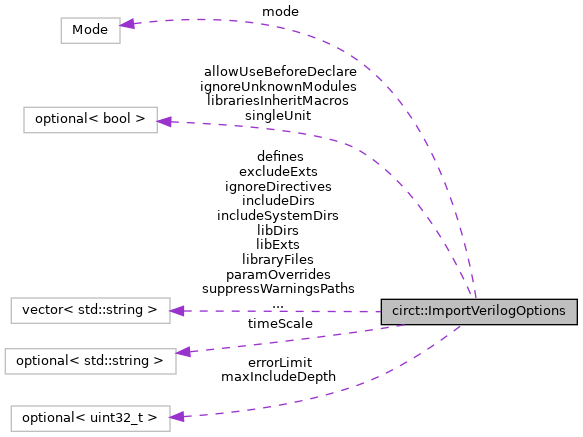 mode
Mode
allowUseBeforeDeclare
ignoreUnknownModules
librariesInheritMacros
singleUnit
optional< bool >
defines
excludeExts
ignoreDirectives
includeDirs
includeSystemDirs
libDirs
libExts
libraryFiles
paramOverrides
suppressWarningsPaths
...
vector< std::string >
circt::ImportVerilogOptions
timeScale
optional< std::string >
errorLimit
maxIncludeDepth
optional< uint32_t >